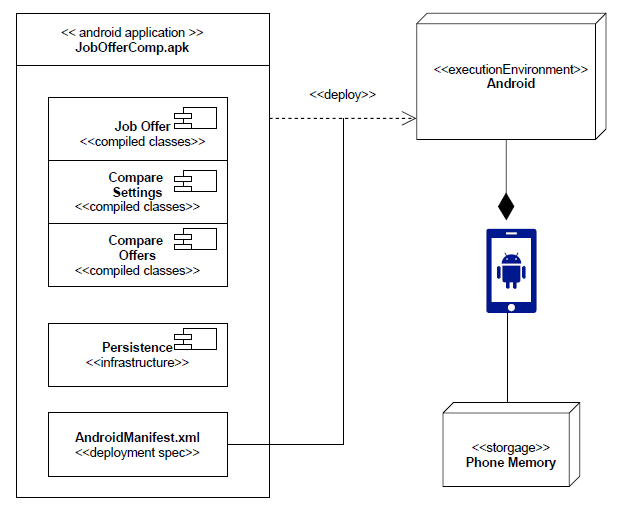 << android application >>
JobOfferComp.apk
<<deploy>>
<<executionEnvironment>>
Android
Job Offer
<<compiled classes>>
Compare
Settings
<<compiled classes>>
Compare
Offers
<<compiled classes>>
Persistence
<<infrastructure>>
AndroidManifest.xml
<<deployment spec>>
<<storgage>>
Phone Memory